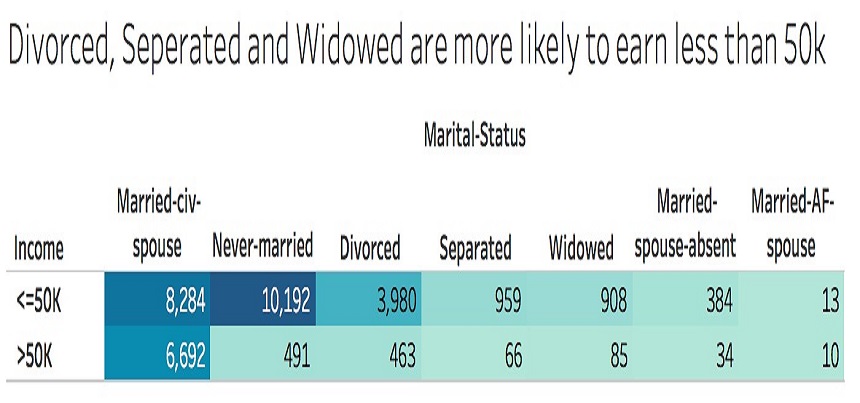 Divorced, Seperated and Widowed are more likely to earn less than 50k
Marital-Status
Income Married-civ-spouse Never-married Divorced Separated Widowed Married-spouse-absent Married-AF-spouse
<=50K 8,284 10,192 3,980 959 908 384 13
>50K 6,692 491 463 66 85 34 10